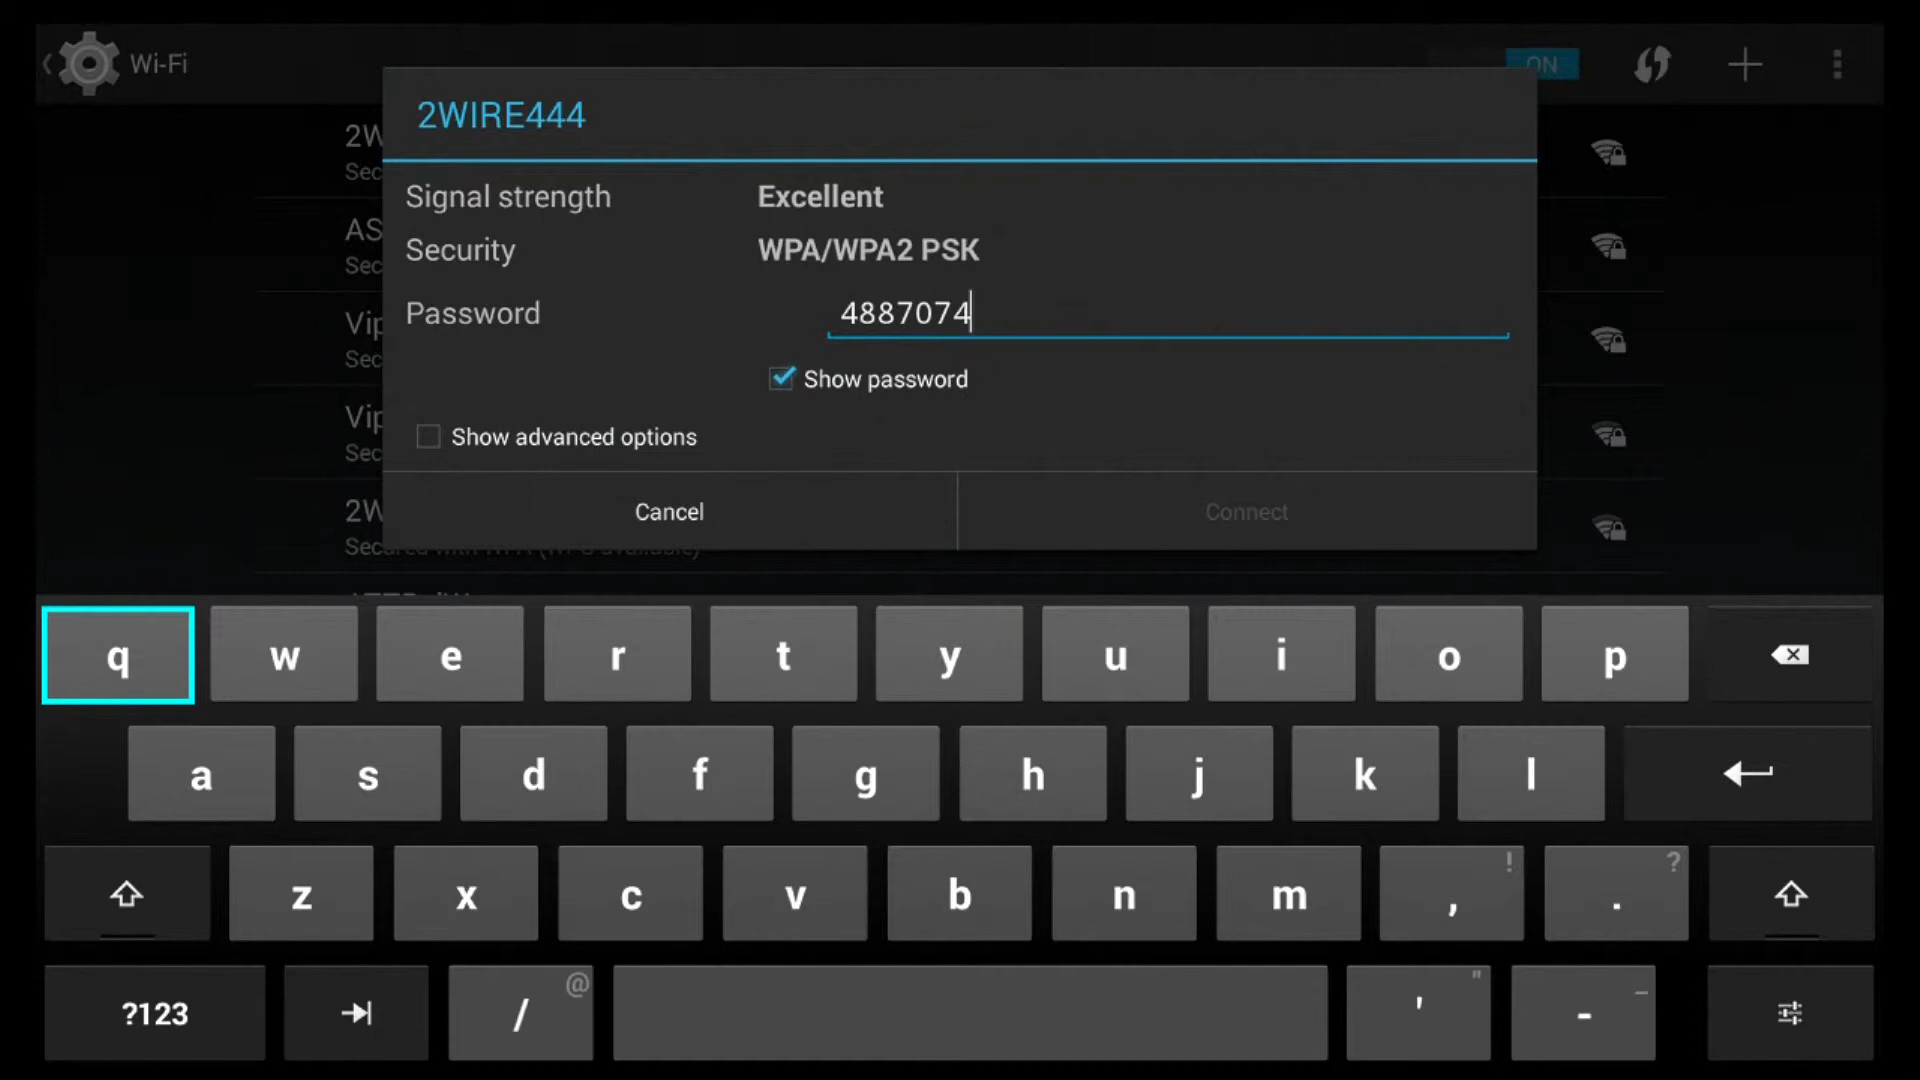 Wi-Fi
ON
2WIRE444
Signal strength Excellent
Security WPA/WPA2 PSK
Password 4887074
Show password
Show advanced options
Cancel Connect
q w e r t y u i o p
a s d f g h j k l
z x c v b n m , ! . ?
?123 / @ ' " - _